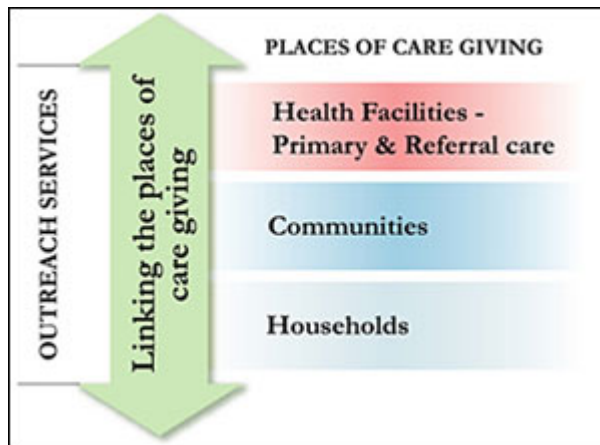 PLACES OF CARE GIVING
OUTREACH SERVICES
Linking the places of
care giving
Health Facilities -
Primary & Referral care
Communities
Households